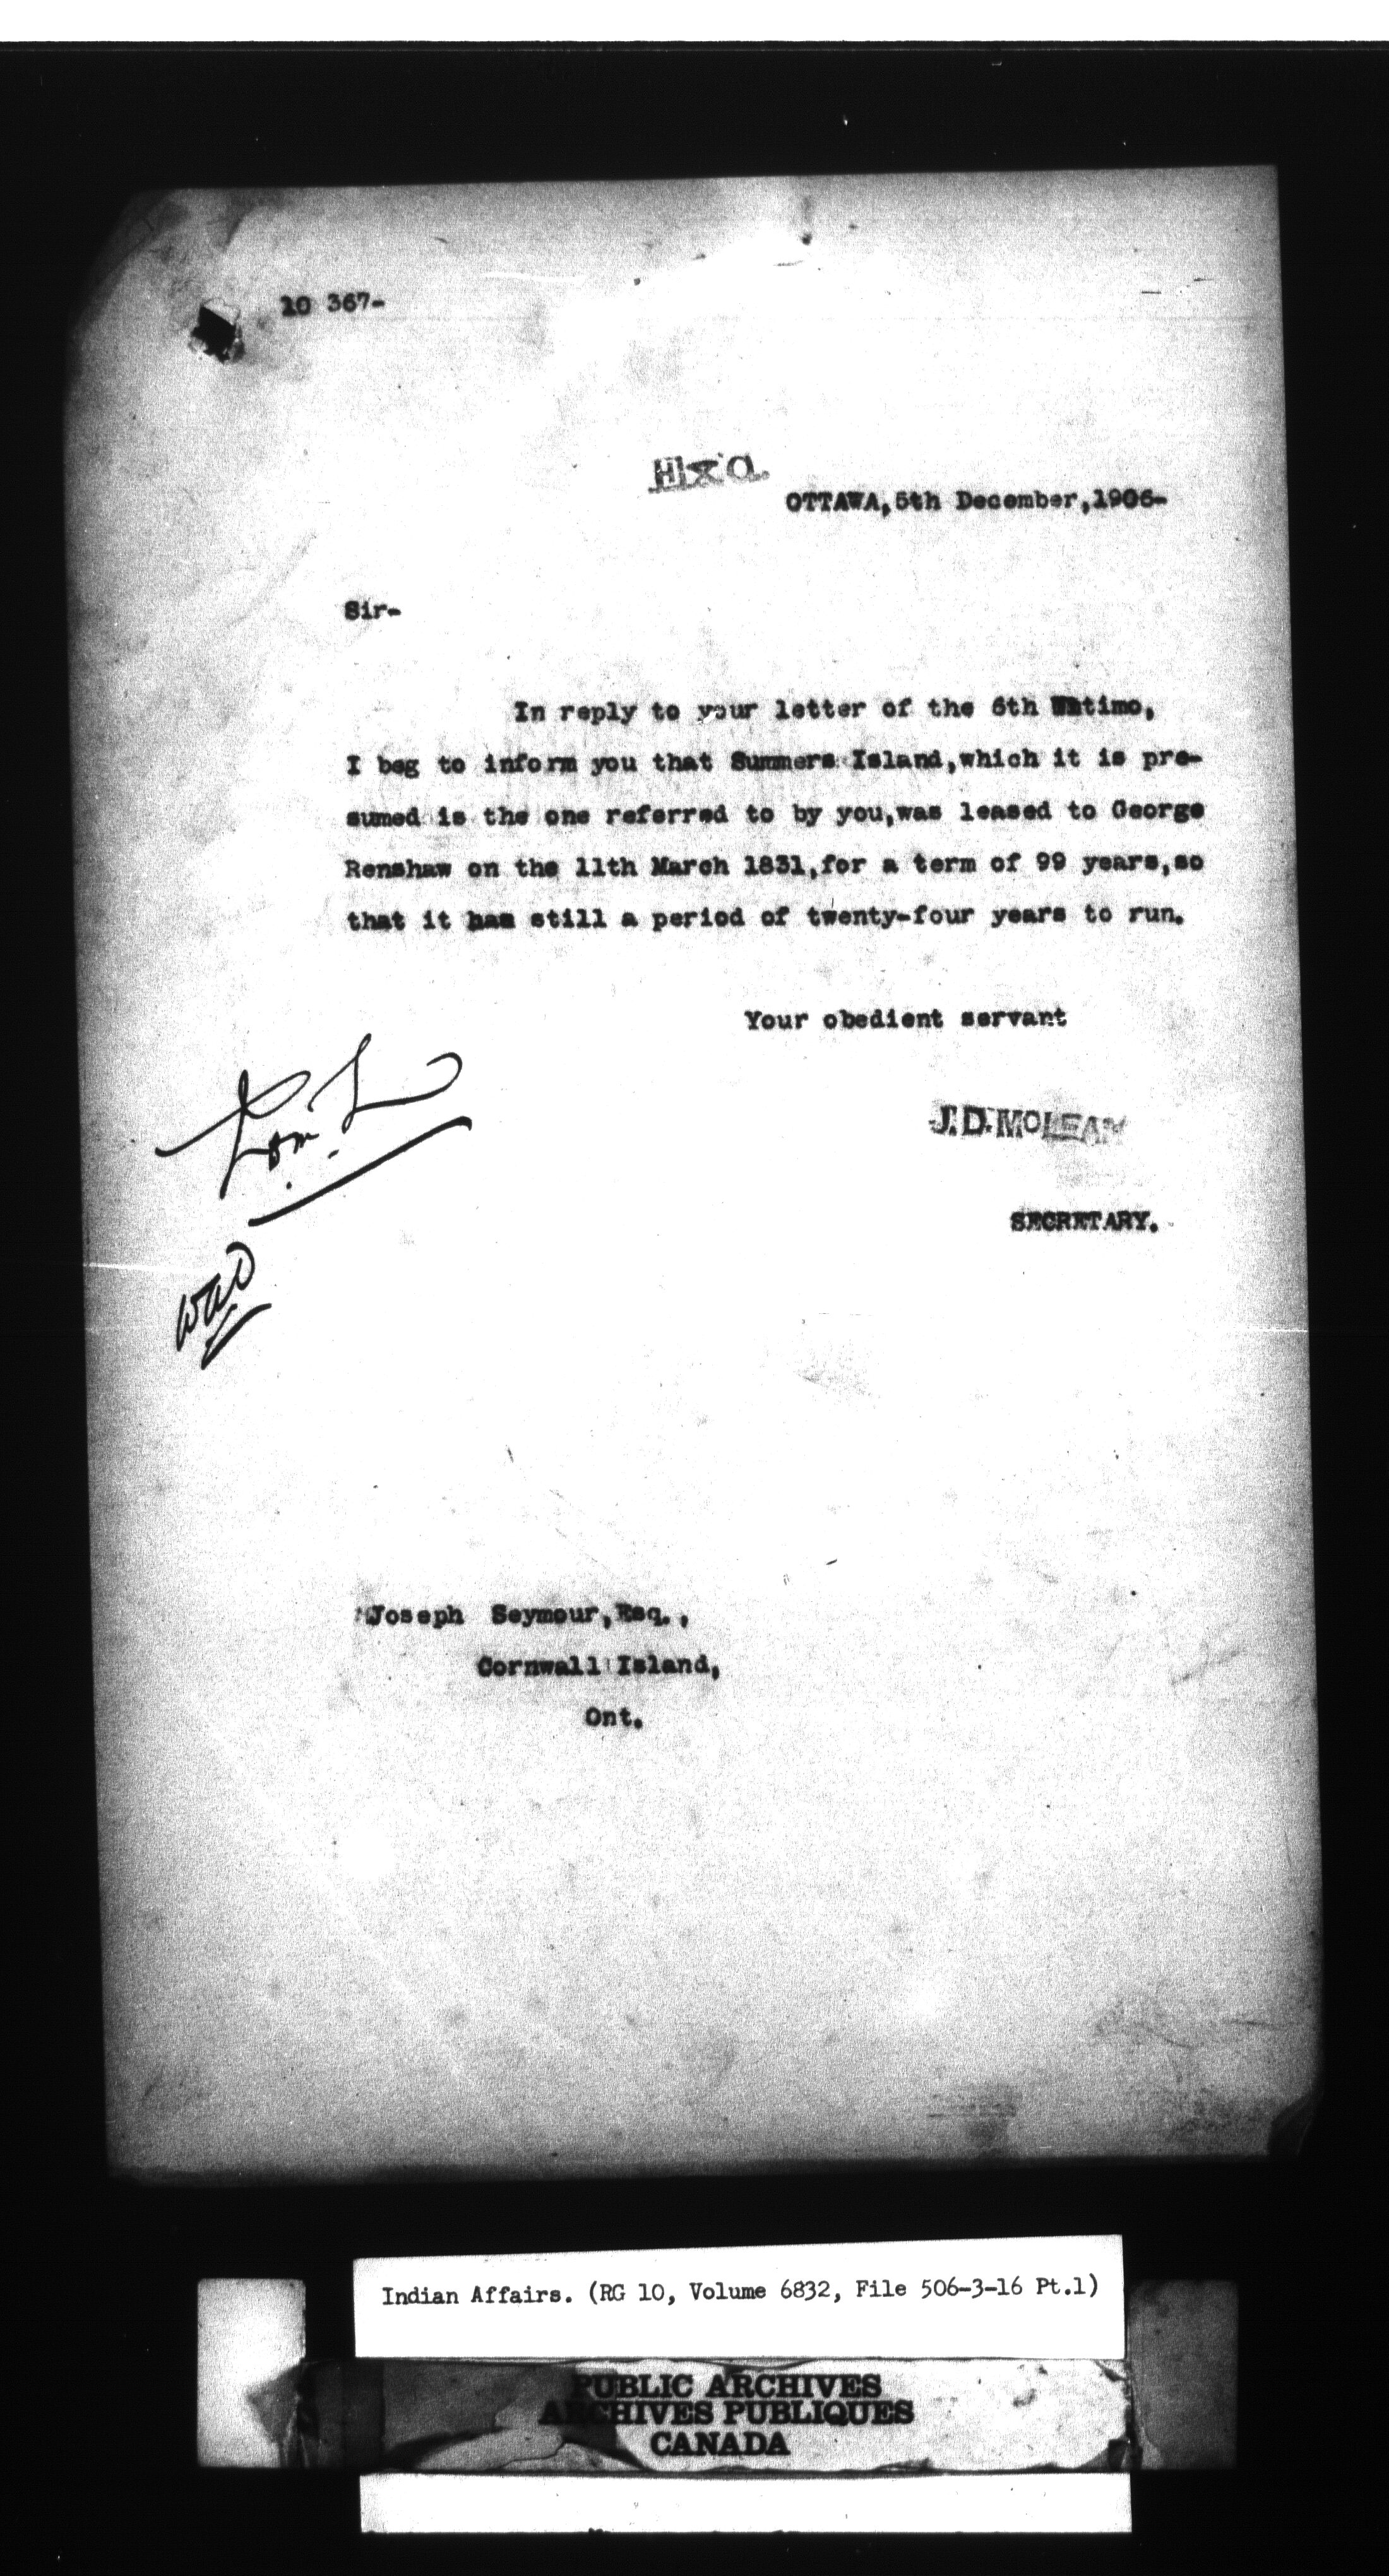 10 367-
OTTAWA, 5th December, 1906-
Sir-
In reply to your letter of the 6th ultimo,
I beg to inform you that Summers Island, which it is pre-
sumed is the one referred to by you, was leased to George
Renshaw on the 11th March 1831, for a term of 99 years, so
that it has still a period of twenty-four years to run.
Your obedient servant
J.D. MCLEAN
SECRETARY.
Joseph Seymour, Esq.,
Cornwall Island,
Ont.
Indian Affairs. (RG 10, Volume 6832, File 506-3-16 Pt.1)
PUBLIC ARCHIVES
ARCHIVES PUBLIQUES
CANADA